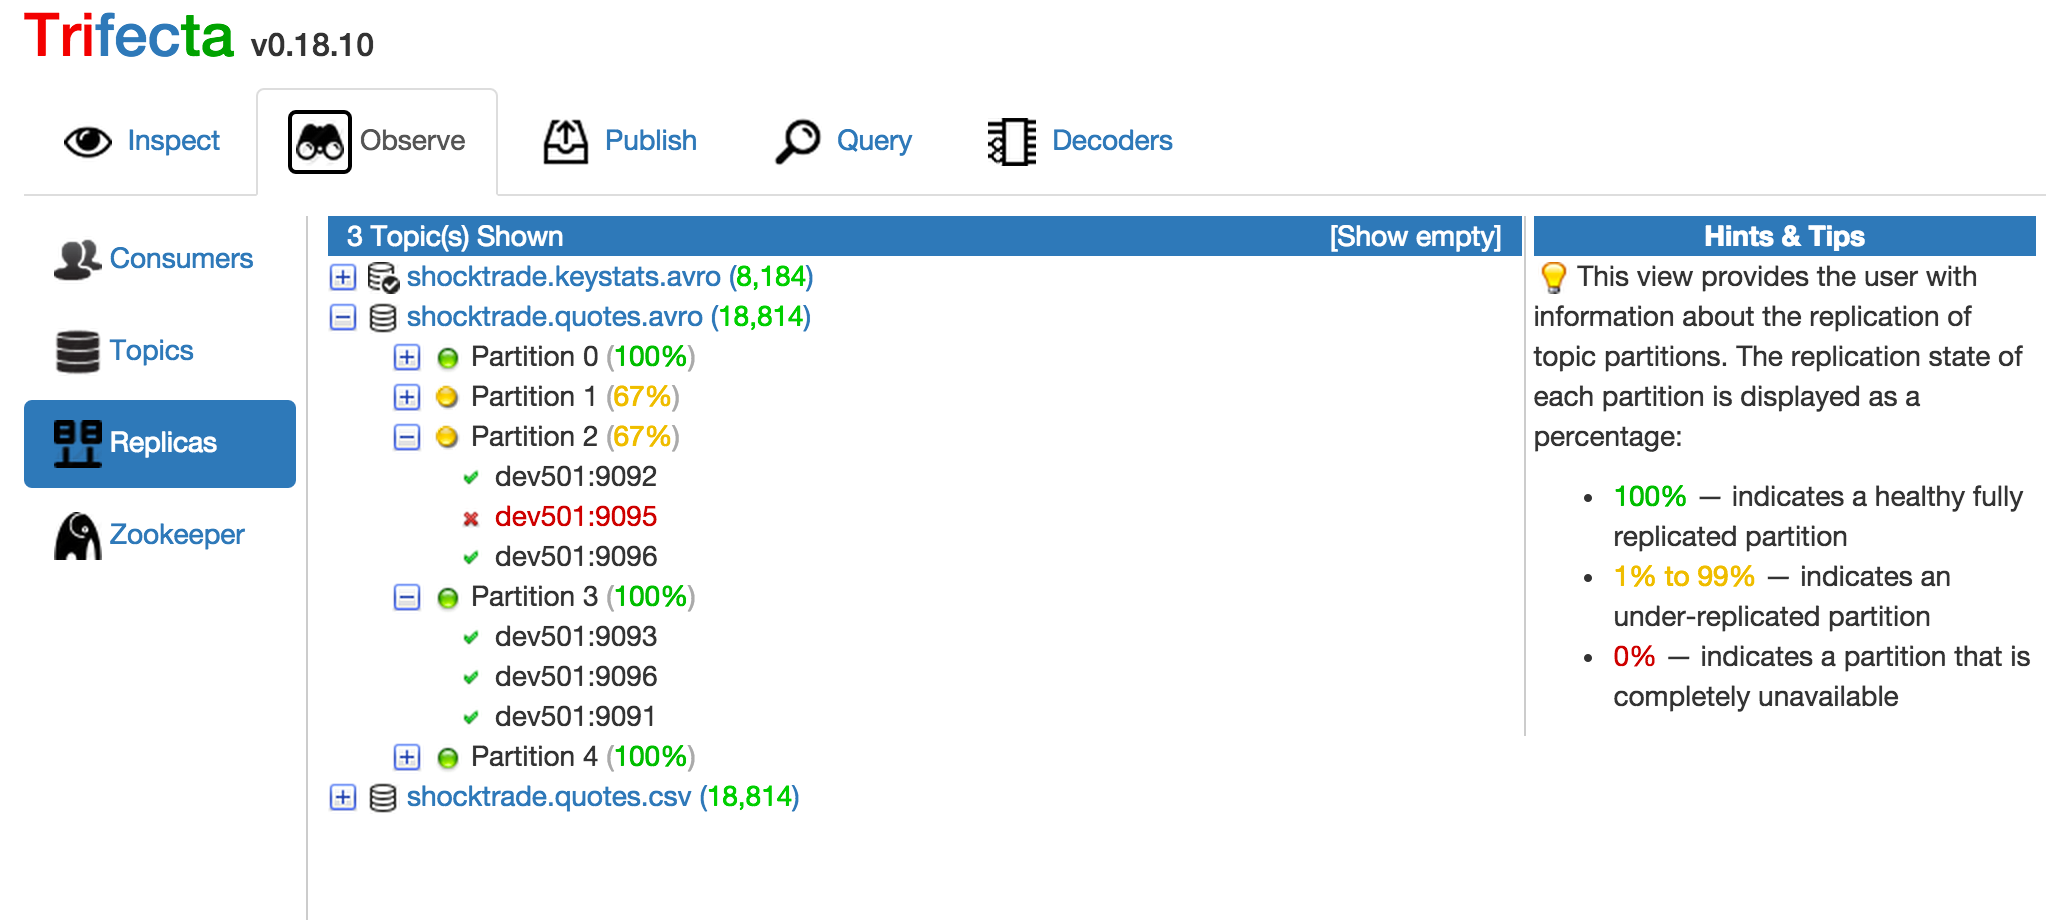 Trifecta v0.18.10
Inspect
Observe
Publish
Query
Decoders
Consumers
Topics
Replicas
Zookeeper
3 Topic(s) Shown [Show empty]
shocktrade.keystats.avro (8,184)
shocktrade.quotes.avro (18,814)
Partition 0 (100%)
Partition 1 (67%)
Partition 2 (67%)
dev501:9092
dev501:9095
dev501:9096
Partition 3 (100%)
dev501:9093
dev501:9096
dev501:9091
Partition 4 (100%)
shocktrade.quotes.csv (18,814)
Hints & Tips
This view provides the user with
information about the replication of
topic partitions. The replication state of
each partition is displayed as a
percentage:
• 100% — indicates a healthy fully
replicated partition
• 1% to 99% — indicates an
under-replicated partition
• 0% — indicates a partition that is
completely unavailable